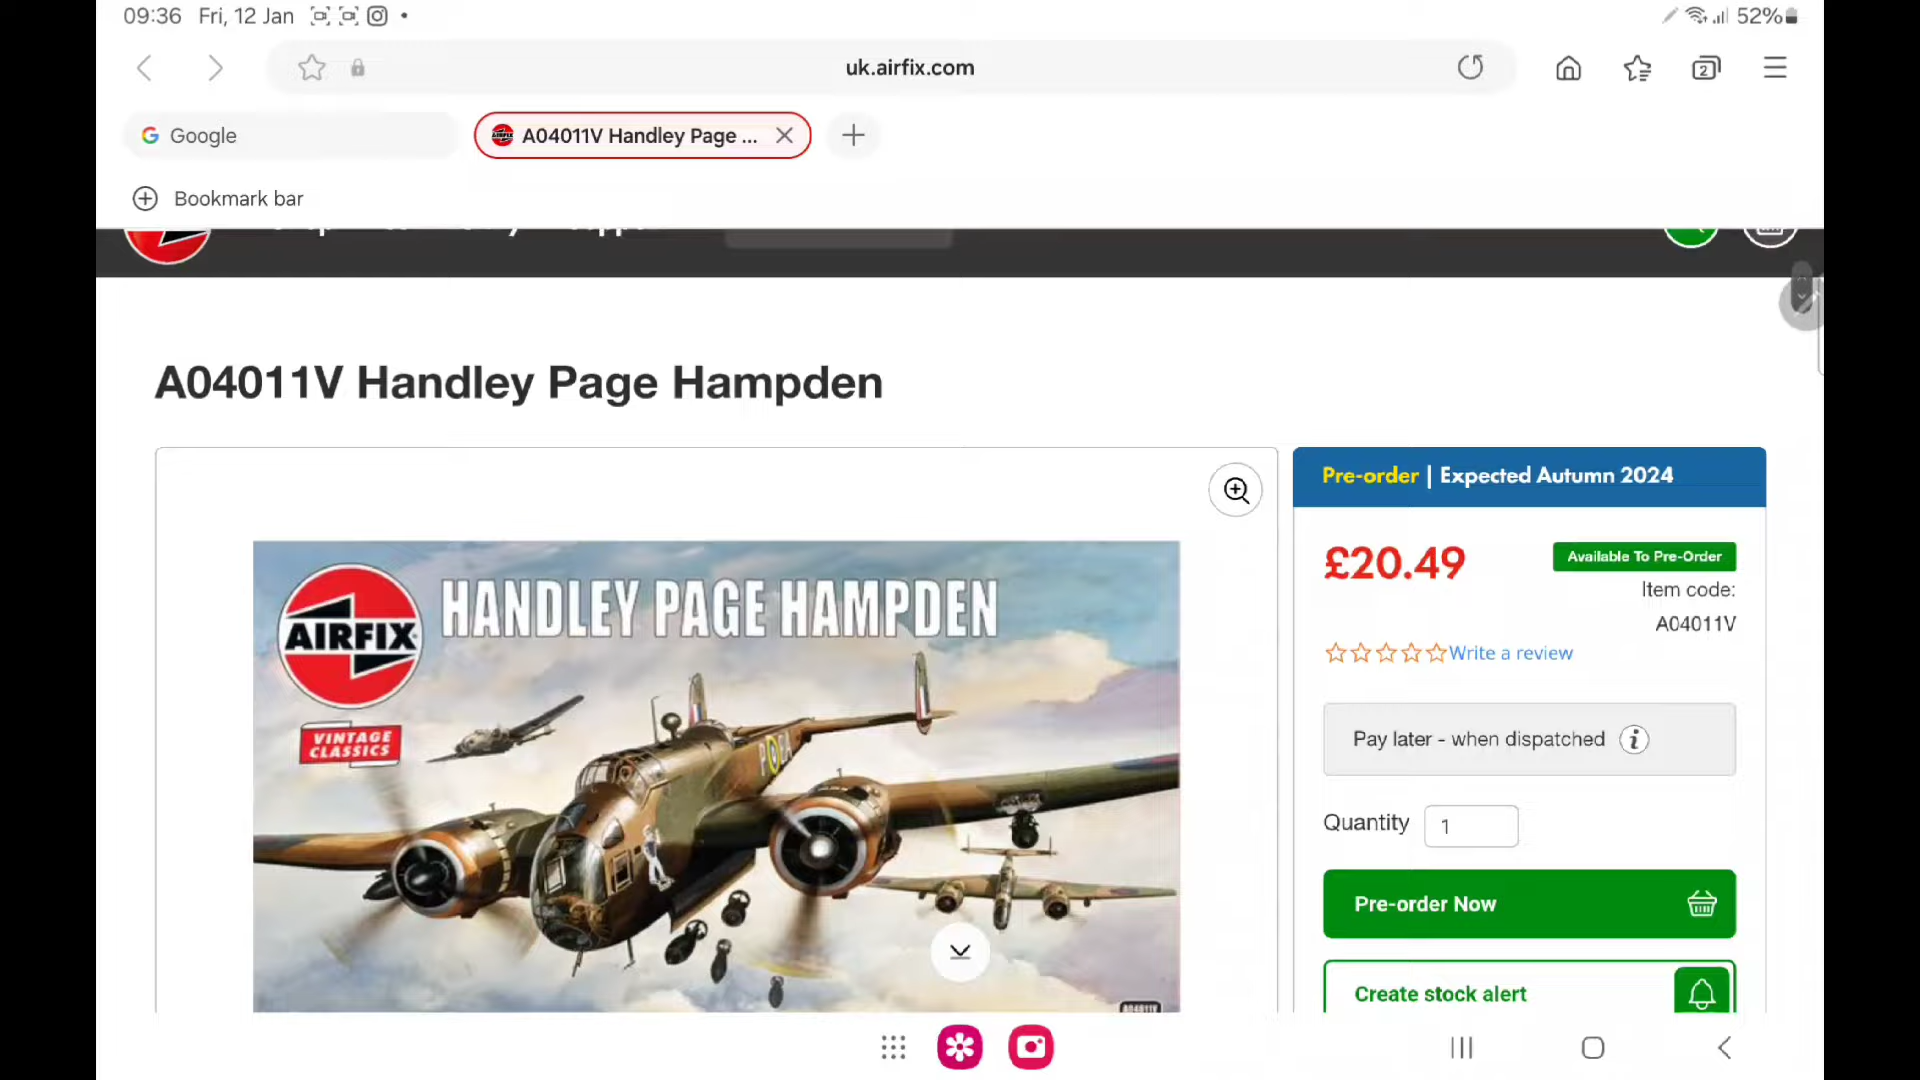 09:36 Fri, 12 Jan
52%
uk.airfix.com
2
Google
A04011V Handley Page ...
Bookmark bar
A04011V Handley Page Hampden
Pre-order | Expected Autumn 2024
£20.49
Available To Pre-Order
Item code:
A04011V
Write a review
Pay later - when dispatched
Quantity 1
Pre-order Now
Create stock alert
HANDLEY PAGE HAMPDEN
AIRFIX
VINTAGE
CLASSICS